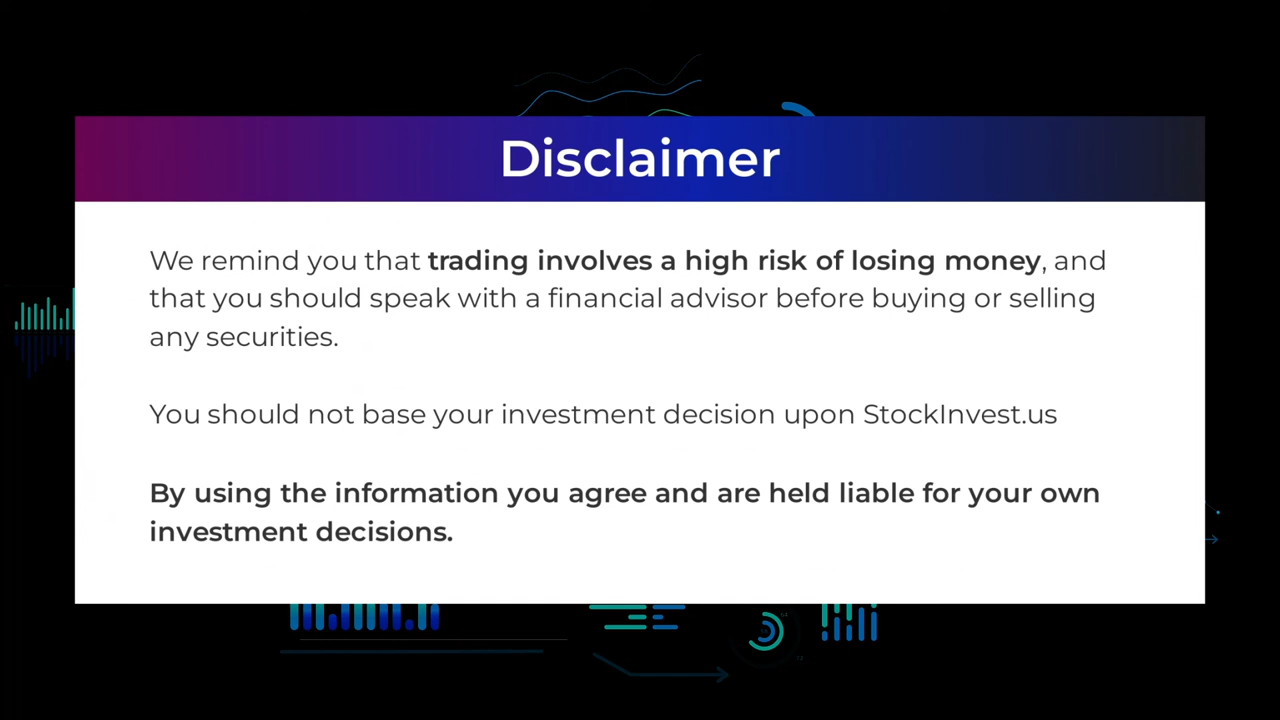 Disclaimer
We remind you that trading involves a high risk of losing money, and
that you should speak with a financial advisor before buying or selling
any securities.
You should not base your investment decision upon StockInvest.us
By using the information you agree and are held liable for your own
investment decisions.